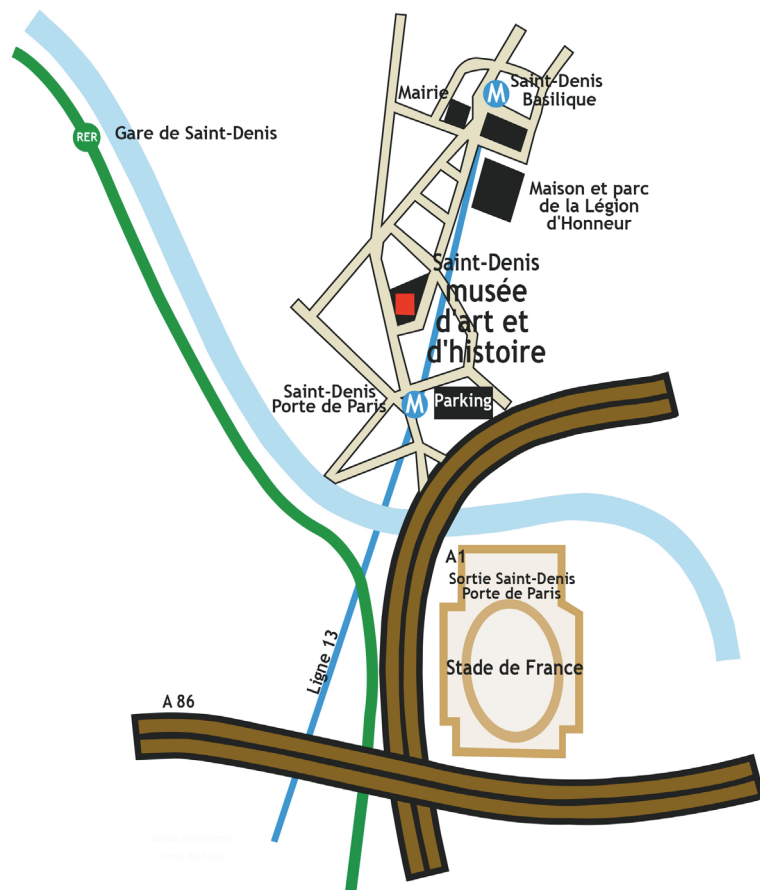 Saint-Denis
Basilique
M
Mairie
RER
Gare de Saint-Denis
Maison et parc
de la Légion
d'Honneur
Saint-Denis
musée
d'art et
d'histoire
Saint-Denis
Porte de Paris
M
Parking
A1
Sortie Saint-Denis
Porte de Paris
Stade de France
Ligne 13
A 86